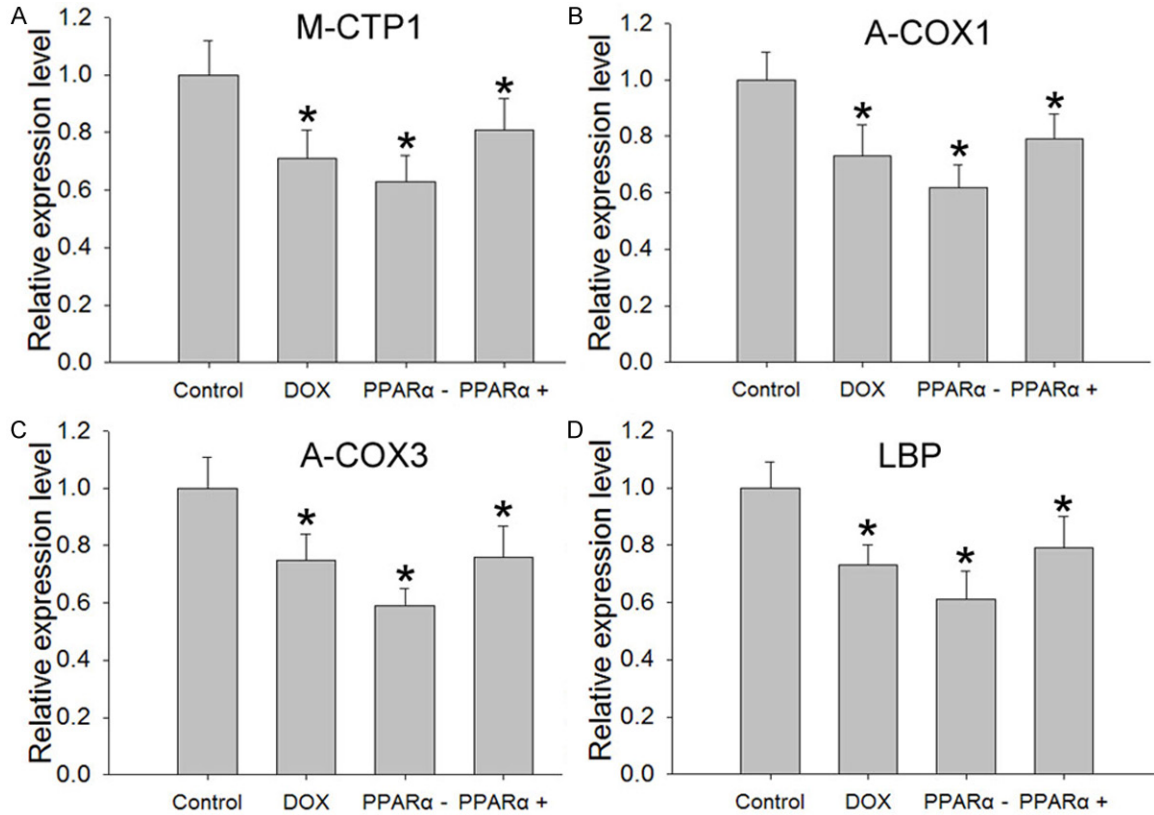 A
M-CTP1
Relative expression level
1.2
1.0
0.8
0.6
0.4
0.2
0.0
*
*
*
Control DOX PPARα - PPARα +
B
A-COX1
Relative expression level
1.2
1.0
0.8
0.6
0.4
0.2
0.0
*
*
*
Control DOX PPARα - PPARα +
C
A-COX3
Relative expression level
1.2
1.0
0.8
0.6
0.4
0.2
0.0
*
*
*
Control DOX PPARα - PPARα +
D
LBP
Relative expression level
1.2
1.0
0.8
0.6
0.4
0.2
0.0
*
*
*
Control DOX PPARα - PPARα +